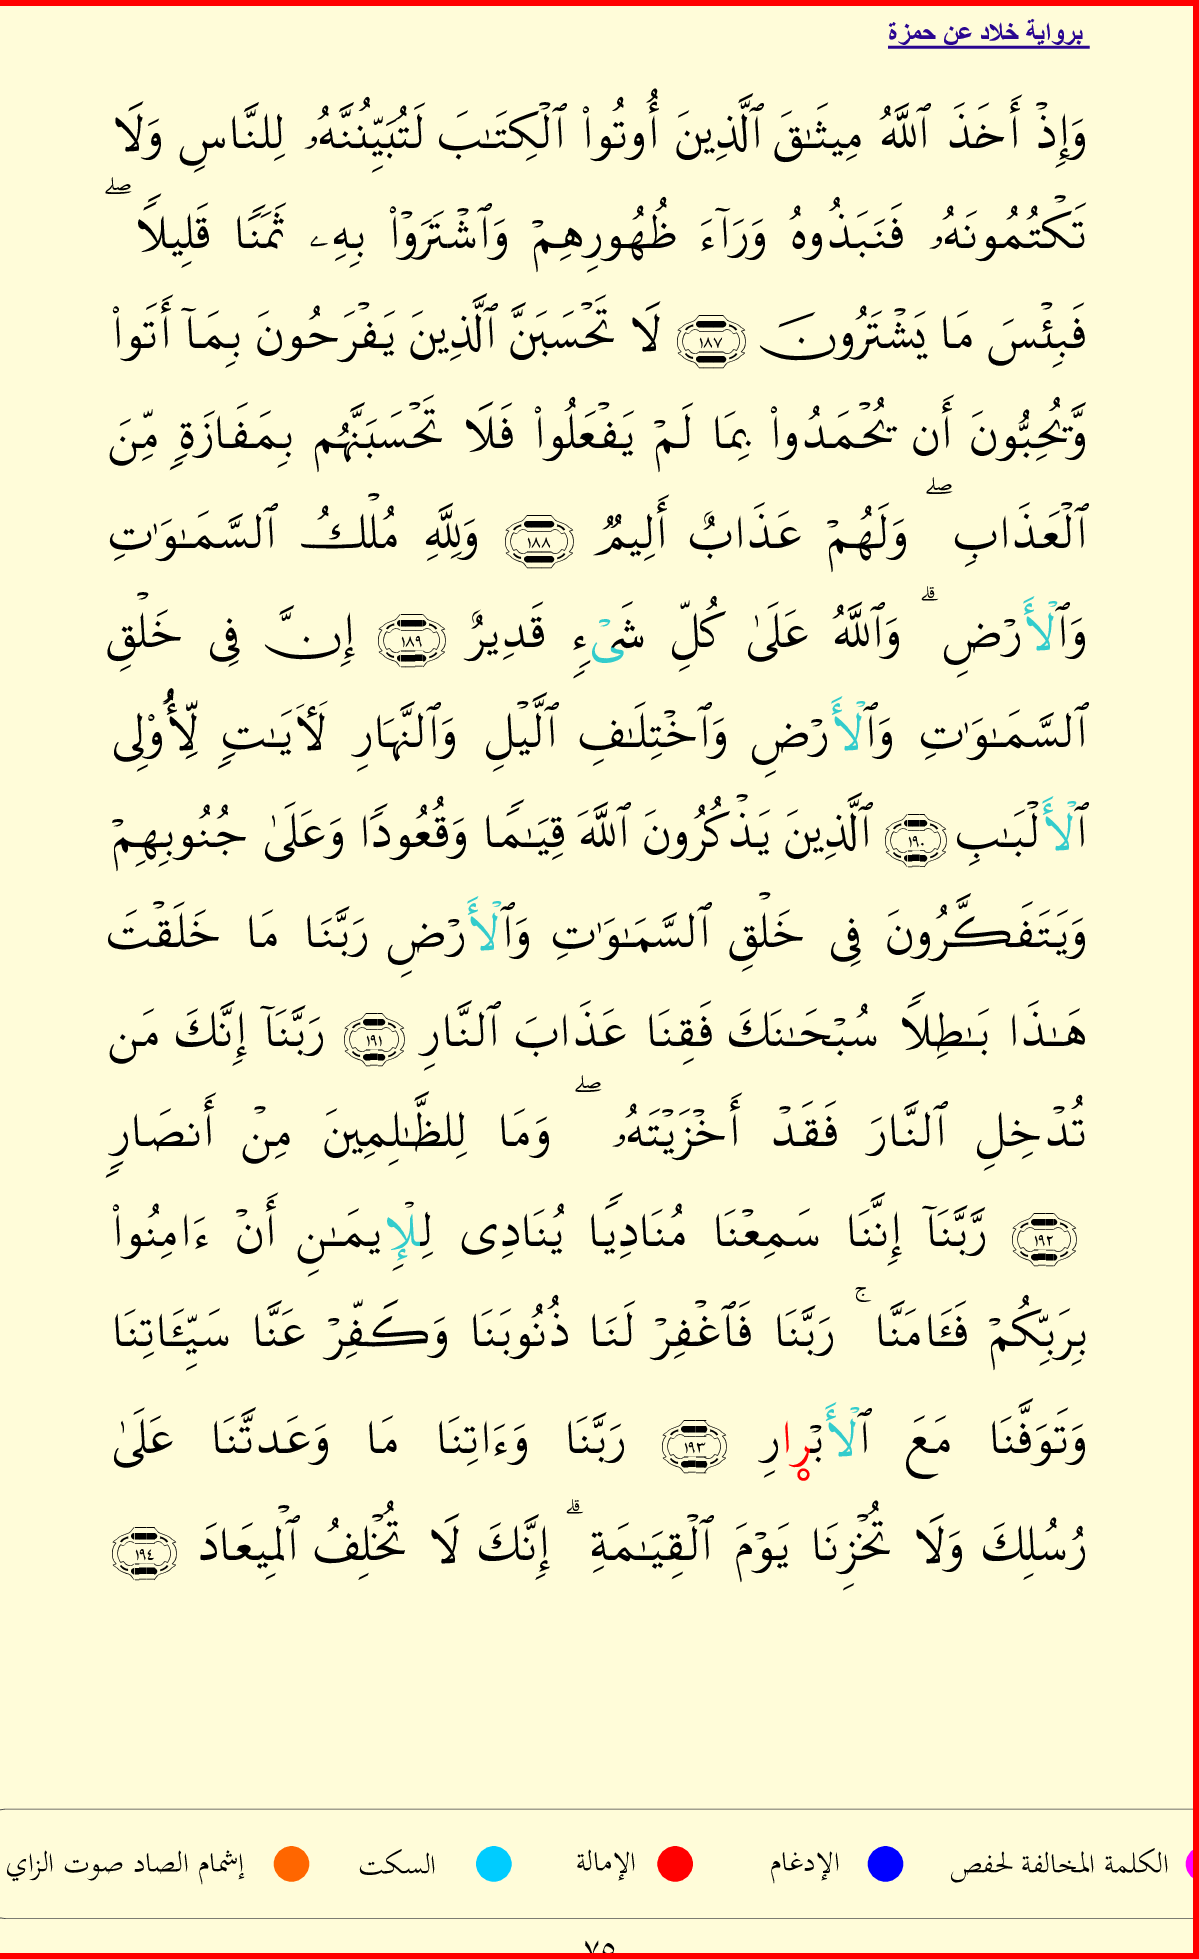 برواية خلاد عن حمزة
وَإِذۡ أَخَذَ ٱللَّهُ مِيثَٰقَ ٱلَّذِينَ أُوتُواْ ٱلۡكِتَٰبَ لَتُبَيِّنُنَّهُۥ لِلنَّاسِ وَلَا
تَكۡتُمُونَهُۥ فَنَبَذُوهُ وَرَآءَ ظُهُورِهِمۡ وَٱشۡتَرَوۡاْ بِهِۦ ثَمَنٗا قَلِيلٗاۖ
فَبِئۡسَ مَا يَشۡتَرُونَ ١٨٧ لَا تَحۡسَبَنَّ ٱلَّذِينَ يَفۡرَحُونَ بِمَآ أَتَواْ
وَّيُحِبُّونَ أَن يُحۡمَدُواْ بِمَا لَمۡ يَفۡعَلُواْ فَلَا تَحۡسَبَنَّهُم بِمَفَازَةٖ مِّنَ
ٱلۡعَذَابِۖ وَلَهُمۡ عَذَابٌ أَلِيمٞ ١٨٨ وَلِلَّهِ مُلۡكُ ٱلسَّمَٰوَٰتِ
وَٱلۡأَرۡضِۗ وَٱللَّهُ عَلَىٰ كُلِّ شَيۡءٖ قَدِيرٌ ١٨٩ إِنَّ فِي خَلۡقِ
ٱلسَّمَٰوَٰتِ وَٱلۡأَرۡضِ وَٱخۡتِلَٰفِ ٱلَّيۡلِ وَٱلنَّهَارِ لَأٓيَٰتٖ لِّأُوْلِي
ٱلۡأَلۡبَٰبِ ١٩٠ ٱلَّذِينَ يَذۡكُرُونَ ٱللَّهَ قِيَٰمٗا وَقُعُودٗا وَعَلَىٰ جُنُوبِهِمۡ
وَيَتَفَكَّرُونَ فِي خَلۡقِ ٱلسَّمَٰوَٰتِ وَٱلۡأَرۡضِ رَبَّنَا مَا خَلَقۡتَ
هَٰذَا بَٰطِلٗا سُبۡحَٰنَكَ فَقِنَا عَذَابَ ٱلنَّارِ ١٩١ رَبَّنَآ إِنَّكَ مَن
تُدۡخِلِ ٱلنَّارَ فَقَدۡ أَخۡزَيۡتَهُۥۖ وَمَا لِلظَّٰلِمِينَ مِنۡ أَنصَارٖ
١٩٢ رَّبَّنَآ إِنَّنَا سَمِعۡنَا مُنَادِيٗا يُنَادِي لِلۡإِيمَٰنِ أَنۡ ءَامِنُواْ
بِرَبِّكُمۡ فَـَٔامَنَّاۚ رَبَّنَا فَٱغۡفِرۡ لَنَا ذُنُوبَنَا وَكَفِّرۡ عَنَّا سَيِّـَٔاتِنَا
وَتَوَفَّنَا مَعَ ٱلۡأَبۡرِارِ ١٩٣ رَبَّنَا وَءَاتِنَا مَا وَعَدتَّنَا عَلَىٰ
رُسُلِكَ وَلَا تُخۡزِنَا يَوۡمَ ٱلۡقِيَٰمَةِۗ إِنَّكَ لَا تُخۡلِفُ ٱلۡمِيعَادَ ١٩٤
الكلمة المخالفة لحفص الإدغام الإمالة السكت إشمام الصاد صوت الزاي
٧٥